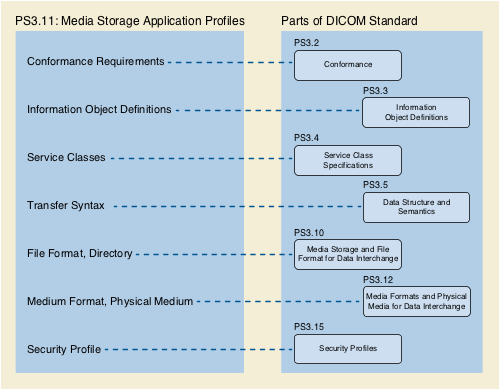 PS3.11: Media Storage Application Profiles
Parts of DICOM Standard
PS3.2
Conformance Requirements
Conformance
PS3.3
Information Object Definitions
Information
Object Definitions
PS3.4
Service Classes
Service Class
Specifications
PS3.5
Transfer Syntax
Data Structure and
Semantics
PS3.10
File Format, Directory
Media Storage and File
Format for Data Interchange
PS3.12
Medium Format, Physical Medium
Media Formats and Physical
Media for Data Interchange
PS3.15
Security Profile
Security Profiles